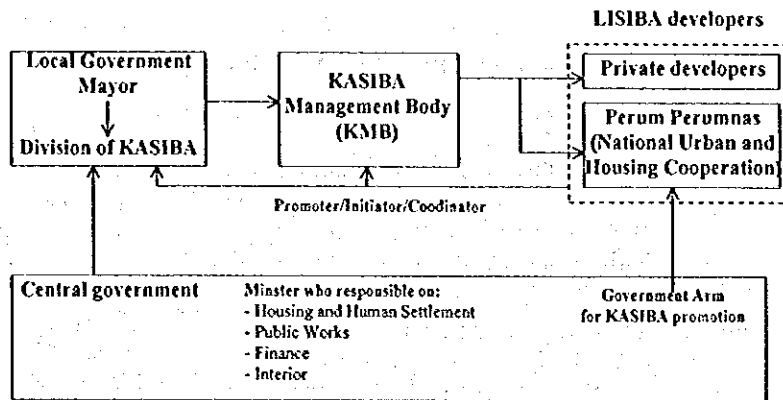 LISIBA developers
Local Government
Mayor
Division of KASIBA
KASIBA
Management Body
(KMB)
Private developers
Perum Perumnas
(National Urban and
Housing Cooperation)
Promoter/Initiator/Coodinator
Central government
Minster who responsible on:
- Housing and Human Settlement
- Public Works
- Finance
- Interior
Government Arm
for KASIBA promotion